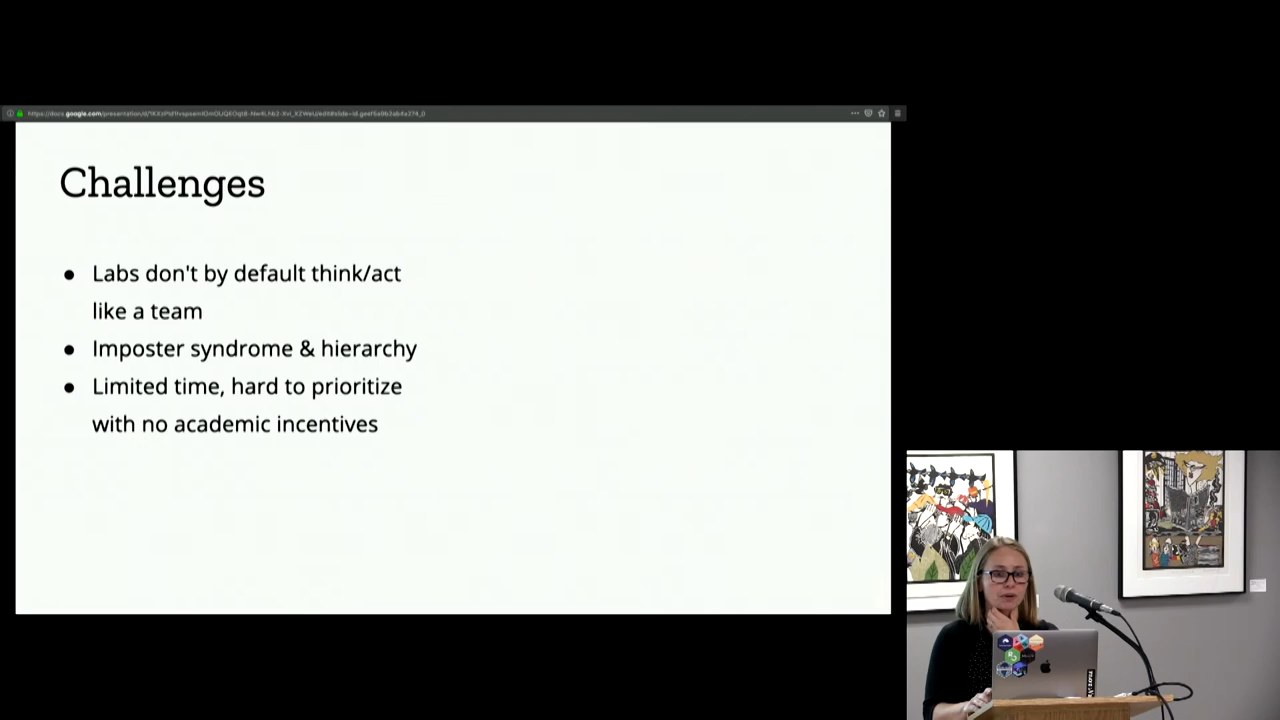 Challenges
● Labs don't by default think/act
like a team
● Imposter syndrome & hierarchy
● Limited time, hard to prioritize
with no academic incentives